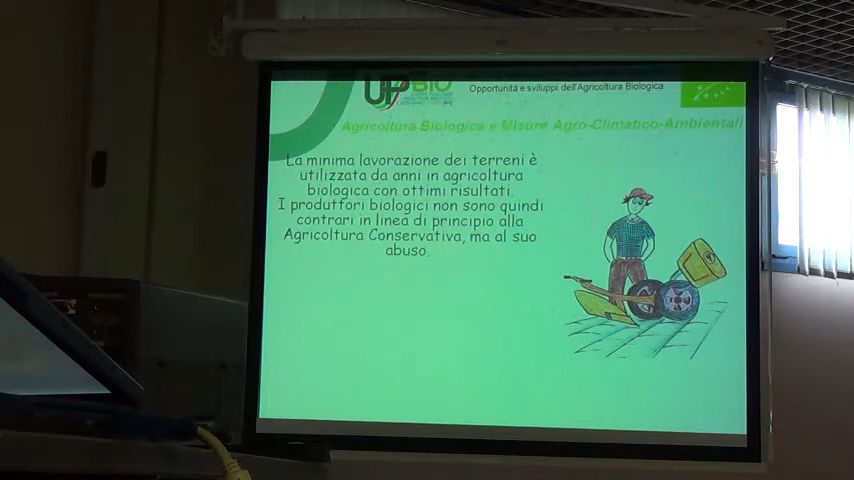 UP BIO
Opportunità e sviluppi dell'Agricoltura Biologica
Agricoltura Biologica e Misure Agro-Climatico-Ambientali
La minima lavorazione dei terreni è
utilizzata da anni in agricoltura
biologica con ottimi risultati.
I produttori biologici non sono quindi
contrari in linea di principio alla
Agricoltura Conservativa, ma al suo
abuso.